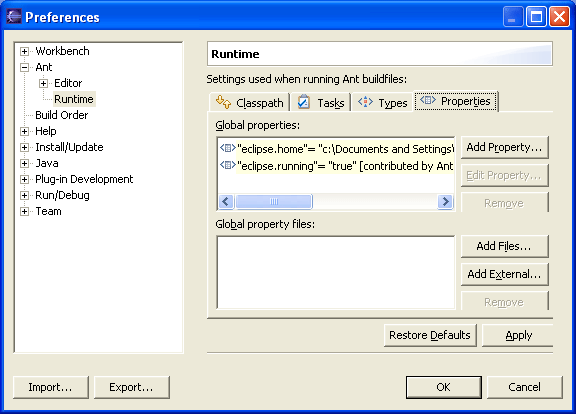 Preferences
Workbench
Ant
Editor
Runtime
Build Order
Help
Install/Update
Java
Plug-in Development
Run/Debug
Team
Runtime
Settings used when running Ant buildfiles:
Classpath Tasks Types Properties
Global properties:
"eclipse.home"= "c:\Documents and Settings\
"eclipse.running"= "true" [contributed by Ant
Add Property...
Edit Property...
Remove
Global property files:
Add Files...
Add External...
Remove
Restore Defaults Apply
Import... Export... OK Cancel